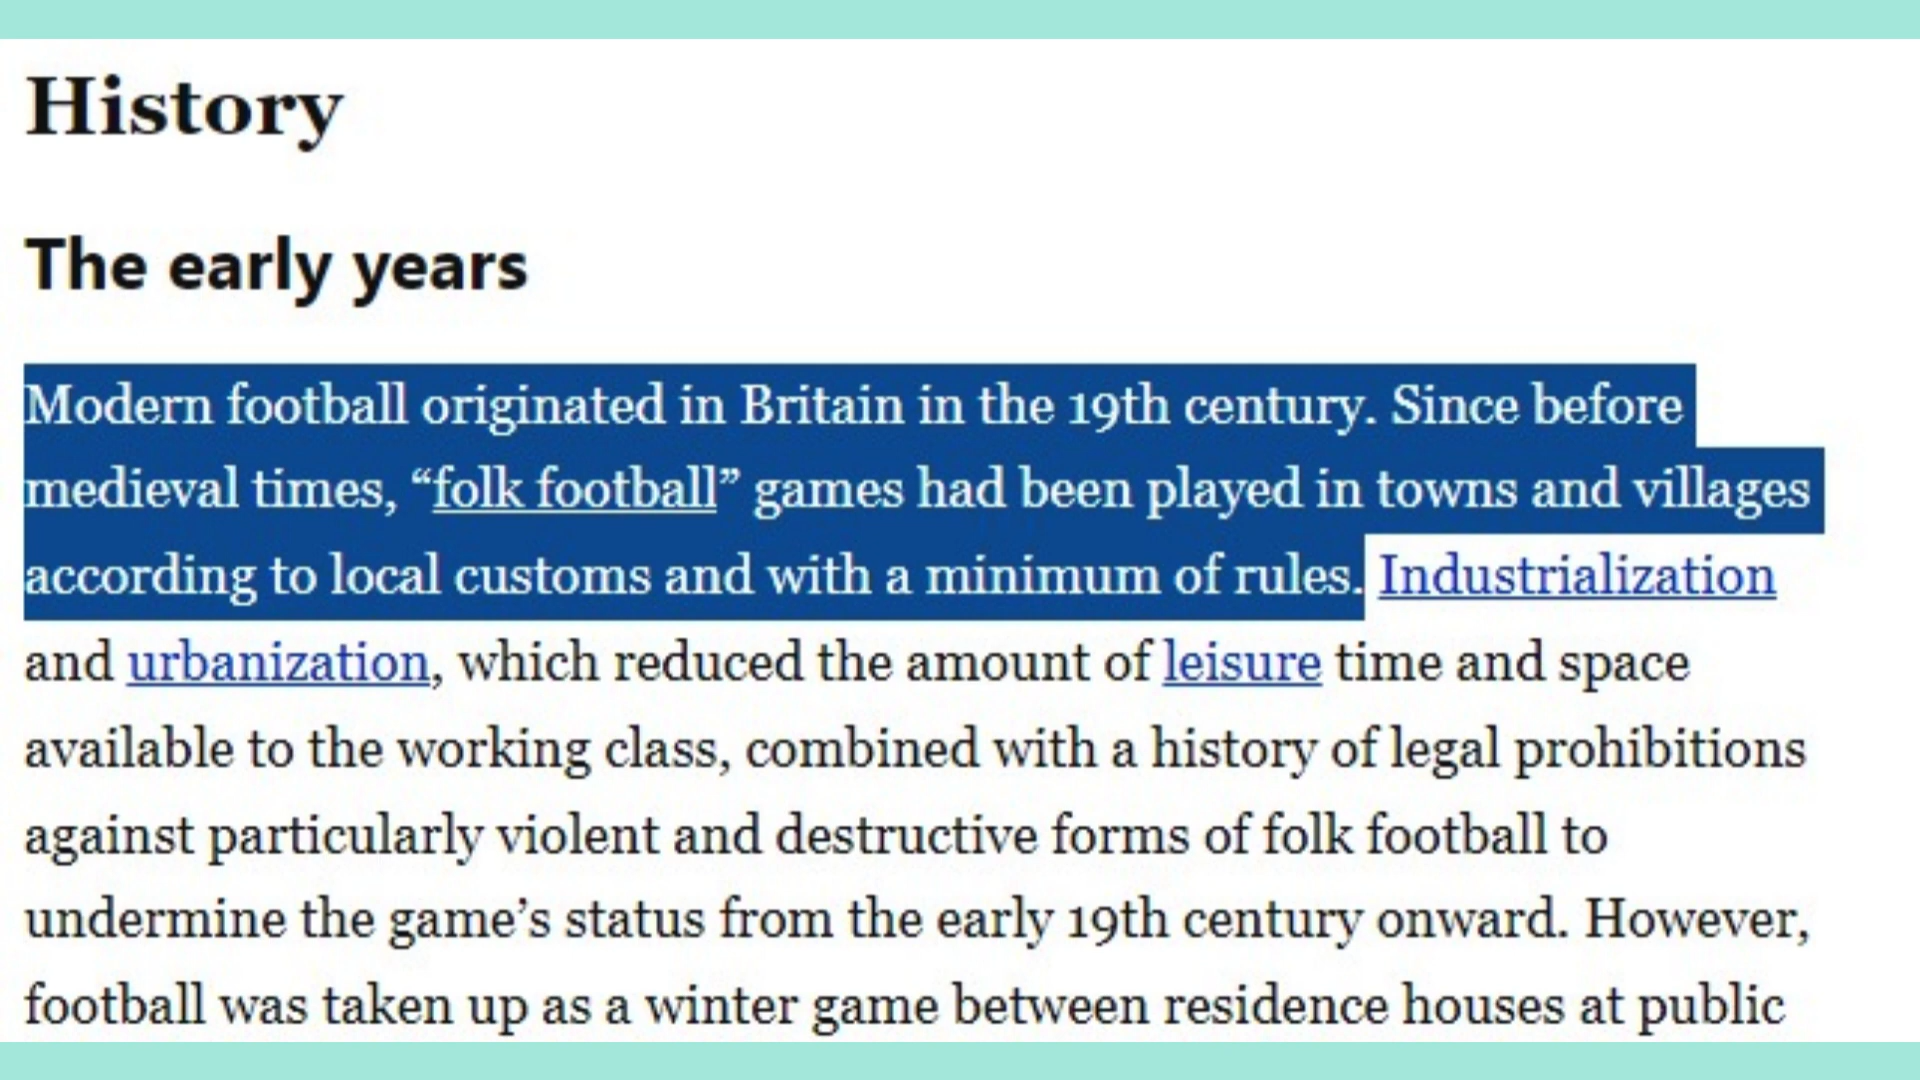 History
The early years
Modern football originated in Britain in the 19th century. Since before
medieval times, “folk football” games had been played in towns and villages
according to local customs and with a minimum of rules. Industrialization
and urbanization, which reduced the amount of leisure time and space
available to the working class, combined with a history of legal prohibitions
against particularly violent and destructive forms of folk football to
undermine the game’s status from the early 19th century onward. However,
football was taken up as a winter game between residence houses at public